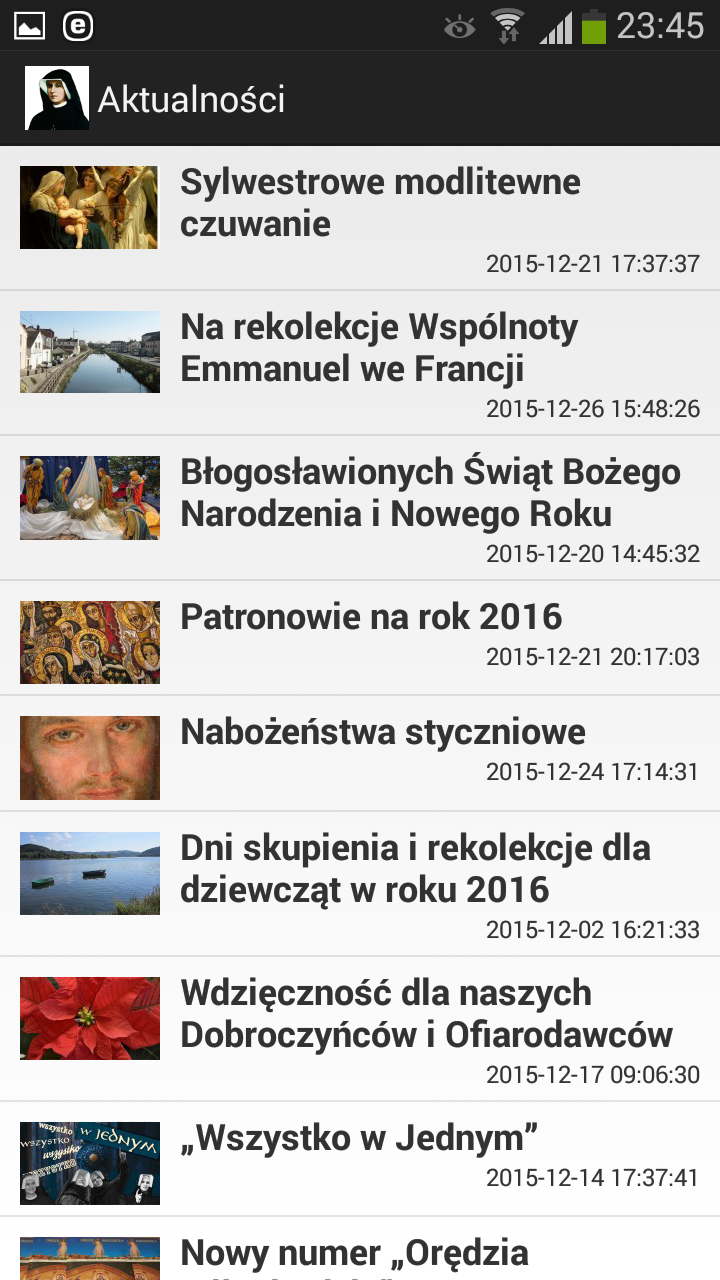 23:45
Aktualności
Sylwestrowe modlitewne
czuwanie
2015-12-21 17:37:37
Na rekolekcje Wspólnoty
Emmanuel we Francji
2015-12-26 15:48:26
Błogosławionych Świąt Bożego
Narodzenia i Nowego Roku
2015-12-20 14:45:32
Patronowie na rok 2016
2015-12-21 20:17:03
Nabożeństwa styczniowe
2015-12-24 17:14:31
Dni skupienia i rekolekcje dla
dziewcząt w roku 2016
2015-12-02 16:21:33
Wdzięczność dla naszych
Dobroczyńców i Ofiarodawców
2015-12-17 09:06:30
wszystko
w JEDNYM
wszystko
wszystko
„Wszystko w Jednym”
2015-12-14 17:37:41
Nowy numer „Orędzia